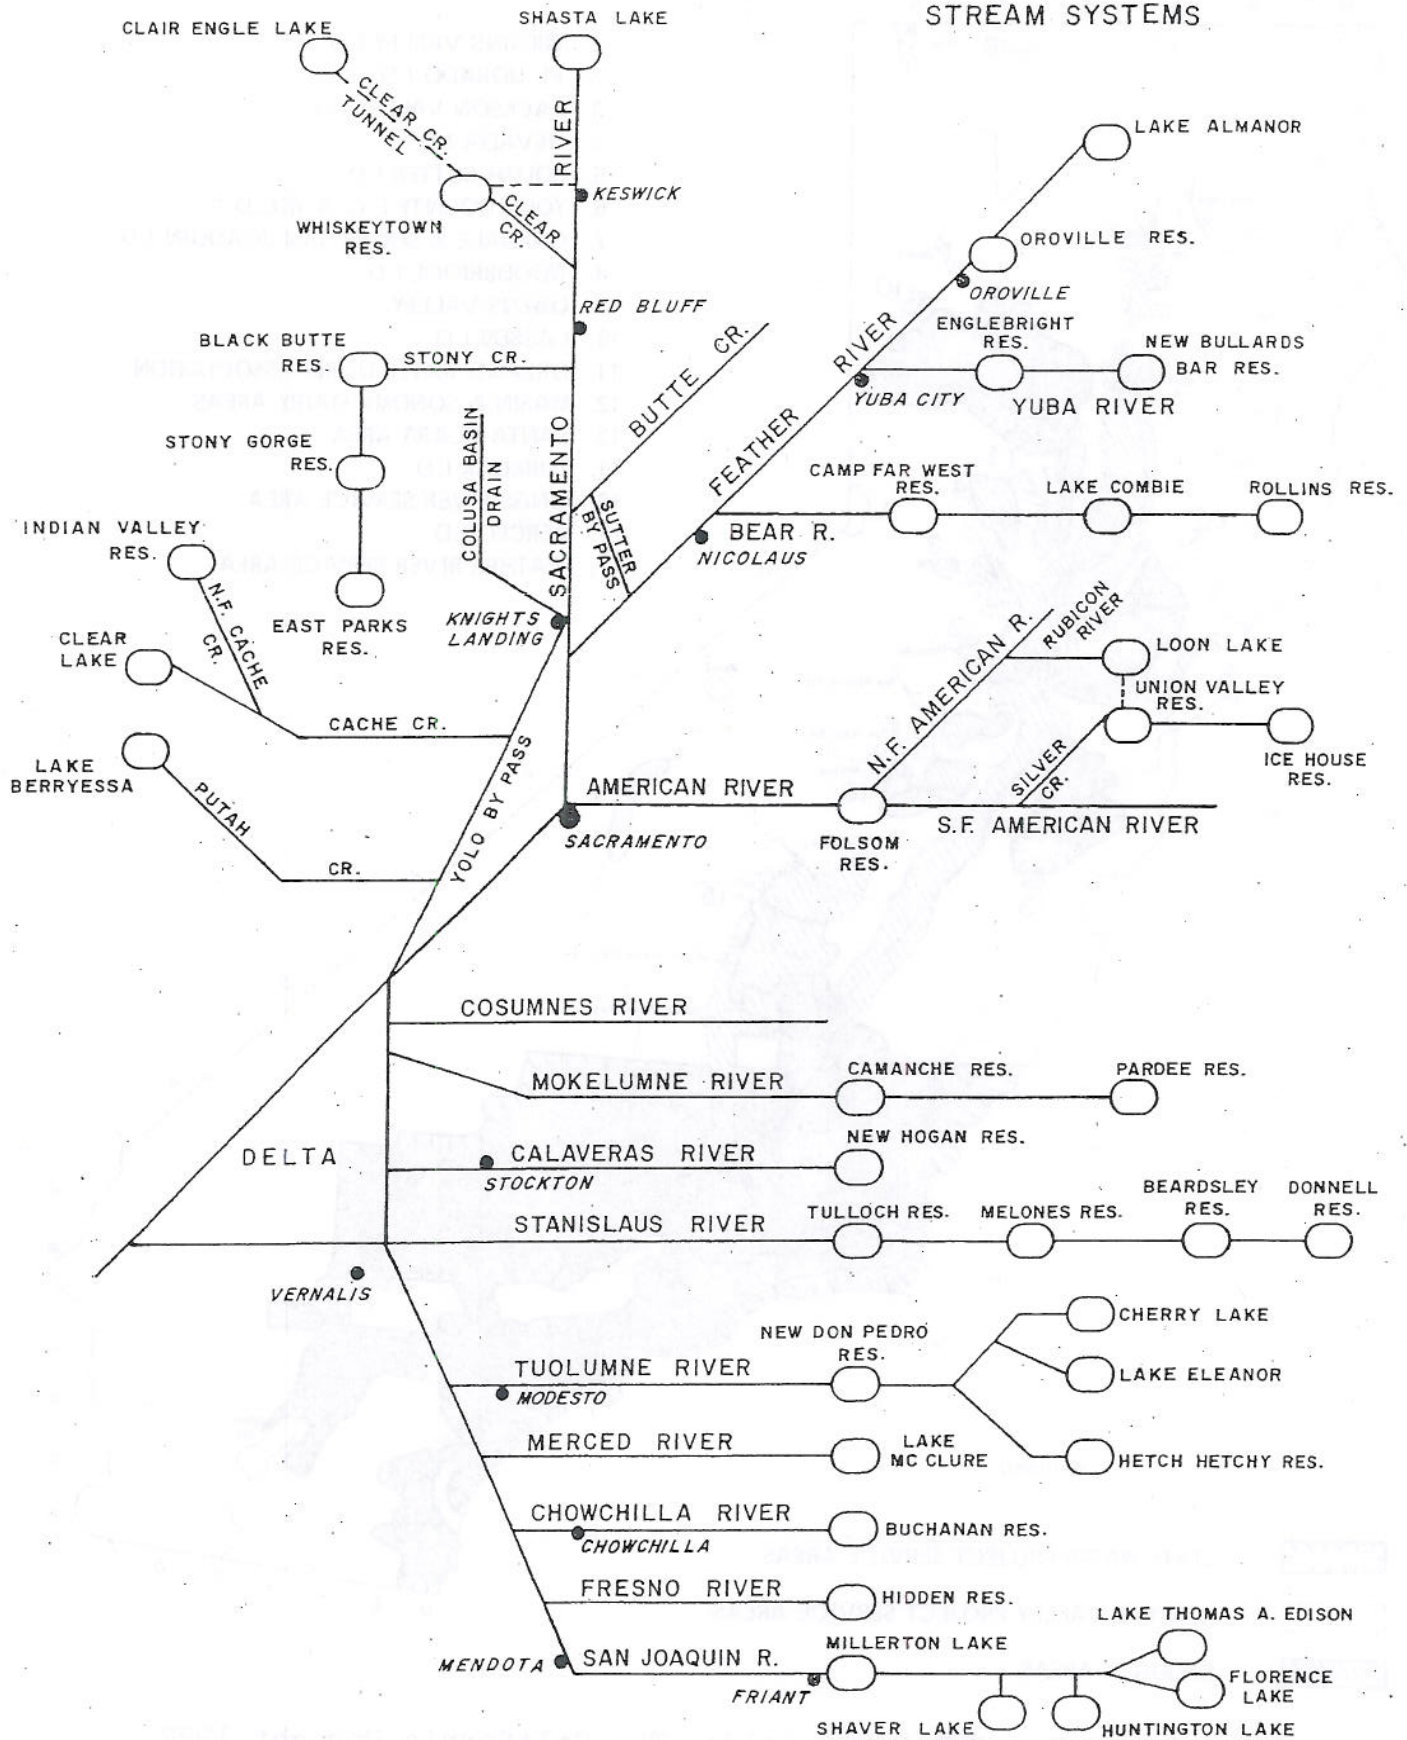 STREAM SYSTEMS
CLAIR ENGLE LAKE
SHASTA LAKE
CLEAR CR.
TUNNEL
RIVER
LAKE ALMANOR
KESWICK
WHISKEYTOWN
RES.
CLEAR
CR.
OROVILLE RES.
OROVILLE
RED BLUFF
BLACK BUTTE
RES.
STONY CR.
BUTTE CR.
RIVER
ENGLEBRIGHT
RES.
NEW BULLARDS
BAR RES.
YUBA CITY
YUBA RIVER
STONY GORGE
RES.
COLUSA BASIN
DRAIN
SACRAMENTO
FEATHER
CAMP FAR WEST
RES.
LAKE COMBIE
ROLLINS RES.
INDIAN VALLEY
RES.
SUTTER
BY PASS
BEAR R.
NICOLAUS
N.F. CACHE
CR.
EAST PARKS
RES.
KNIGHTS
LANDING
CLEAR
LAKE
N.F. AMERICAN R.
RUBICON
RIVER
LOON LAKE
UNION VALLEY
RES.
CACHE CR.
LAKE
BERRYESSA
ICE HOUSE
RES.
PUTAH
CR.
YOLO BY PASS
AMERICAN RIVER
SILVER
CR.
SACRAMENTO
FOLSOM
RES.
S.F. AMERICAN RIVER
COSUMNES RIVER
MOKELUMNE RIVER
CAMANCHE RES.
PARDEE RES.
NEW HOGAN RES.
DELTA
CALAVERAS RIVER
STOCKTON
STANISLAUS RIVER
TULLOCH RES.
MELONES RES.
BEARDSLEY
RES.
DONNELL
RES.
VERNALIS
NEW DON PEDRO
RES.
CHERRY LAKE
TUOLUMNE RIVER
MODESTO
LAKE ELEANOR
MERCED RIVER
LAKE
MC CLURE
HETCH HETCHY RES.
CHOWCHILLA RIVER
CHOWCHILLA
BUCHANAN RES.
FRESNO RIVER
HIDDEN RES.
LAKE THOMAS A. EDISON
MENDOTA
SAN JOAQUIN R.
MILLERTON LAKE
FRIANT
FLORENCE
LAKE
SHAVER LAKE
HUNTINGTON LAKE